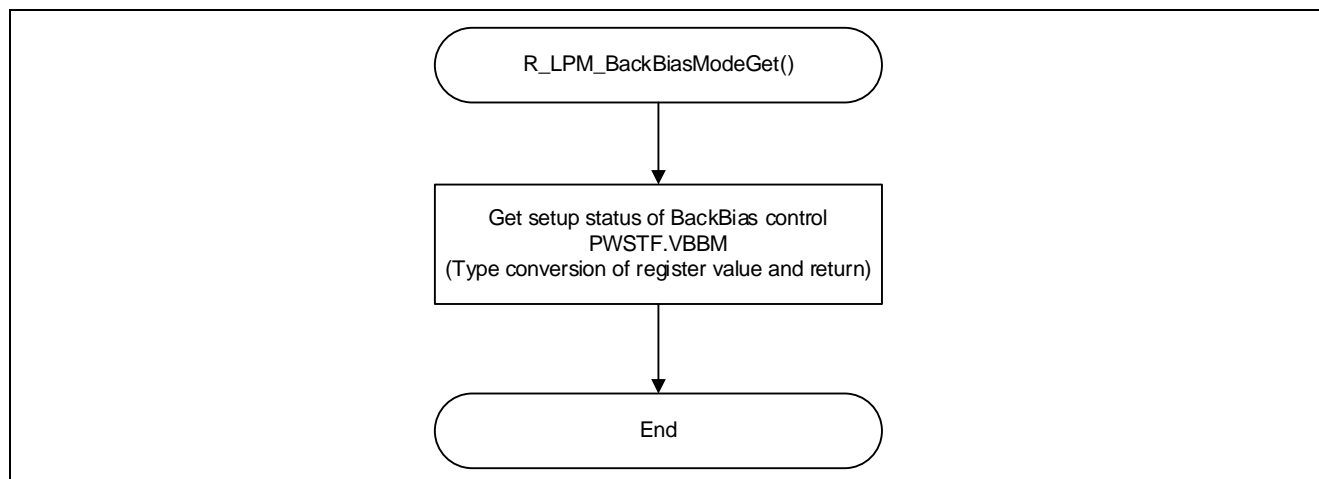 R_LPM_BackBiasModeGet()
Get setup status of BackBias control
PWSTF.VBBM
(Type conversion of register value and return)
End